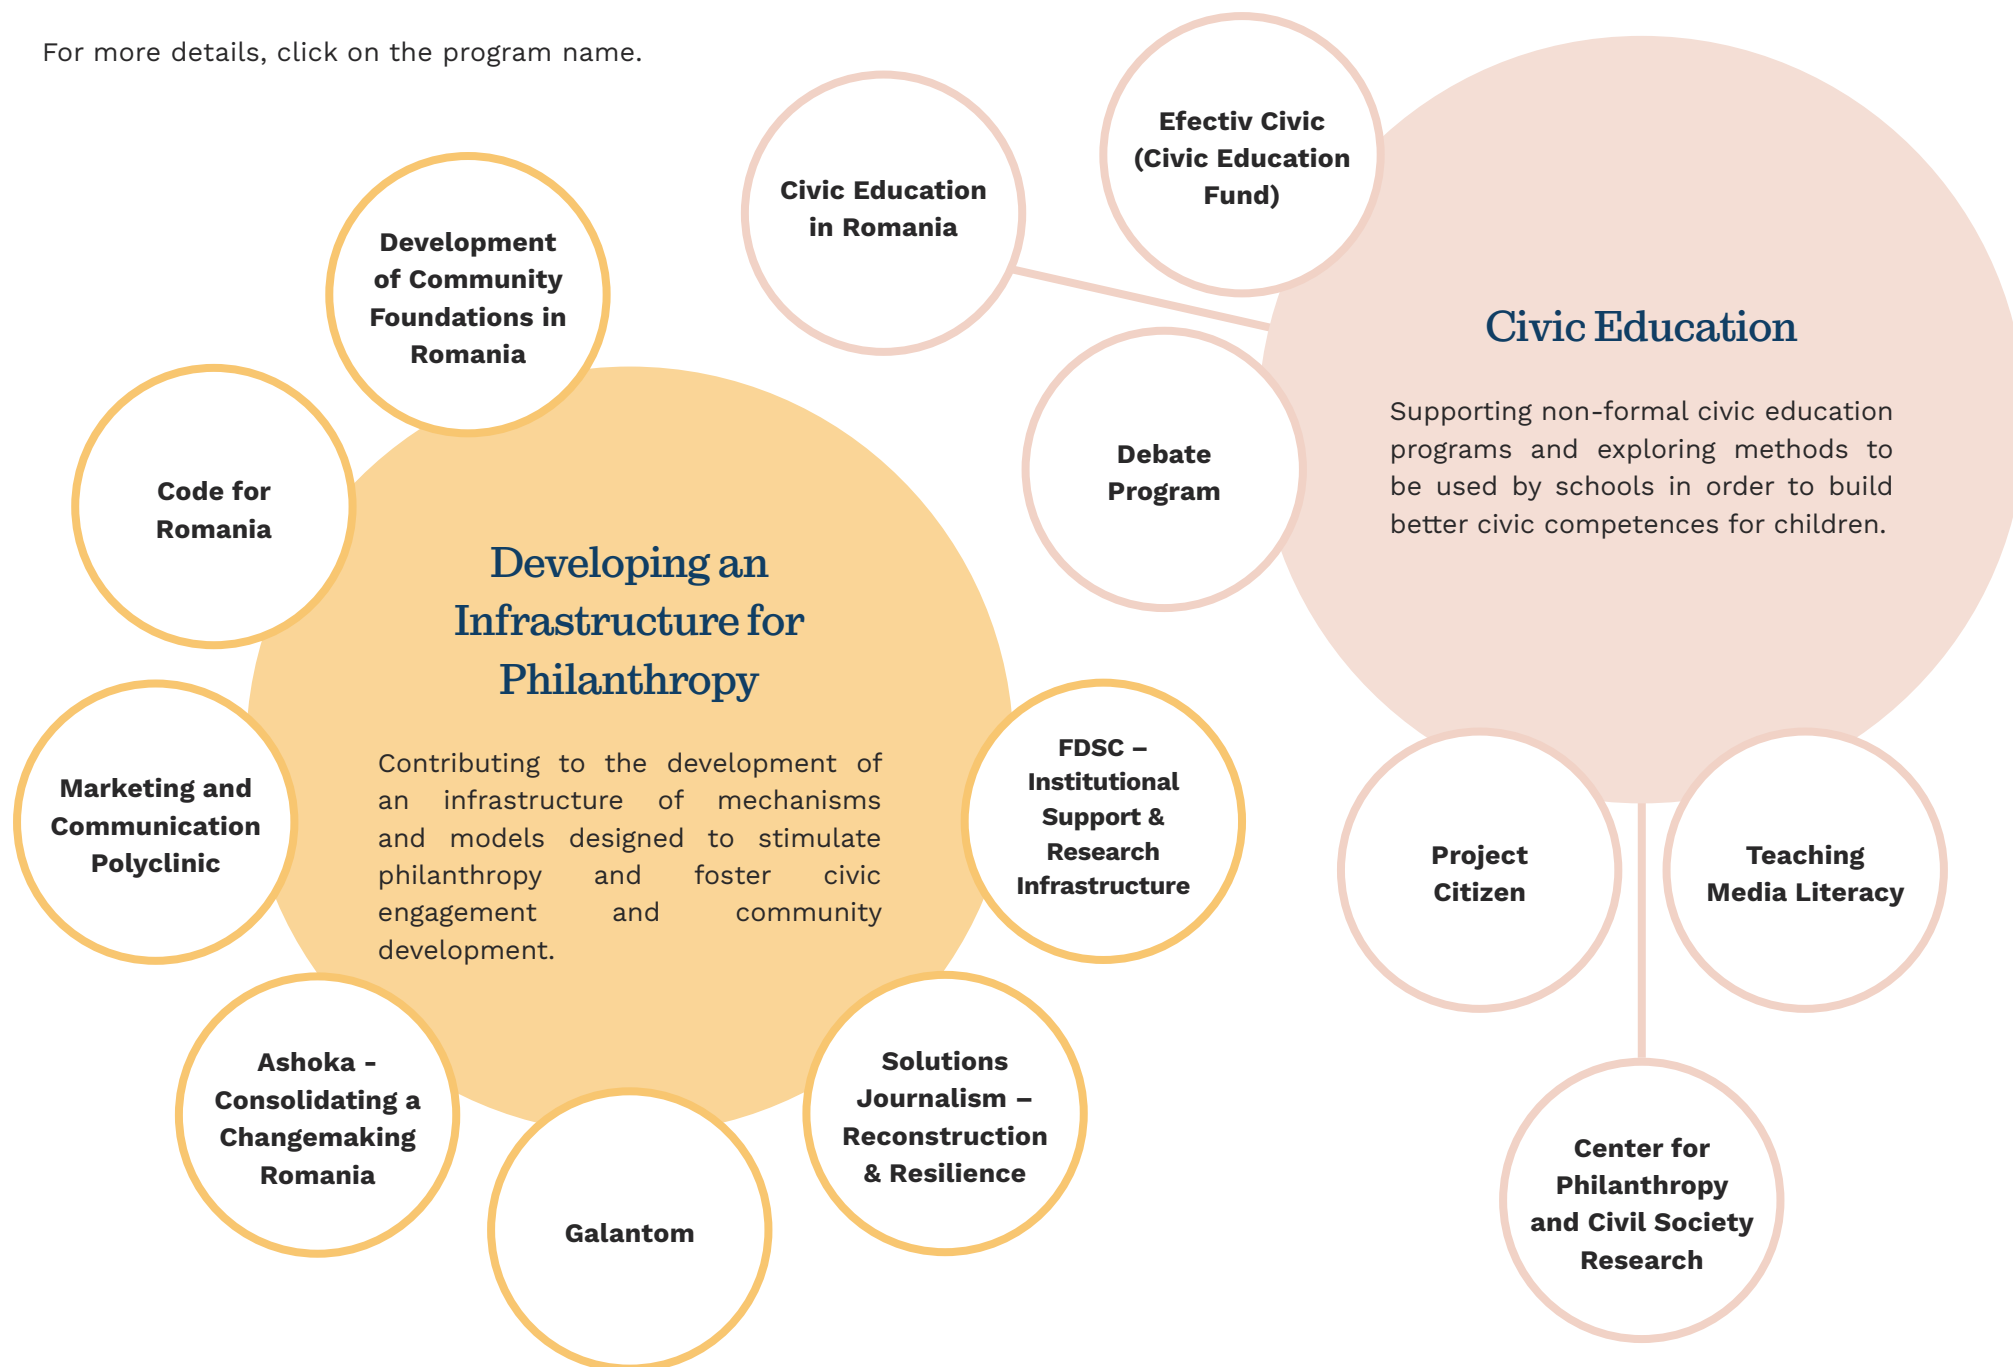 For more details, click on the program name.
Development
of Community
Foundations in
Romania
Code for
Romania
Marketing and
Communication
Polyclinic
Ashoka -
Consolidating a
Changemaking
Romania
Galantom
Solutions
Journalism –
Reconstruction
& Resilience
FDSC –
Institutional
Support &
Research
Infrastructure
Developing an
Infrastructure for
Philanthropy
Contributing to the development of
an infrastructure of mechanisms
and models designed to stimulate
philanthropy and foster civic
engagement and community
development.
Civic Education
in Romania
Efectiv Civic
(Civic Education
Fund)
Debate
Program
Civic Education
Supporting non-formal civic education
programs and exploring methods to
be used by schools in order to build
better civic competences for children.
Project
Citizen
Teaching
Media Literacy
Center for
Philanthropy
and Civil Society
Research